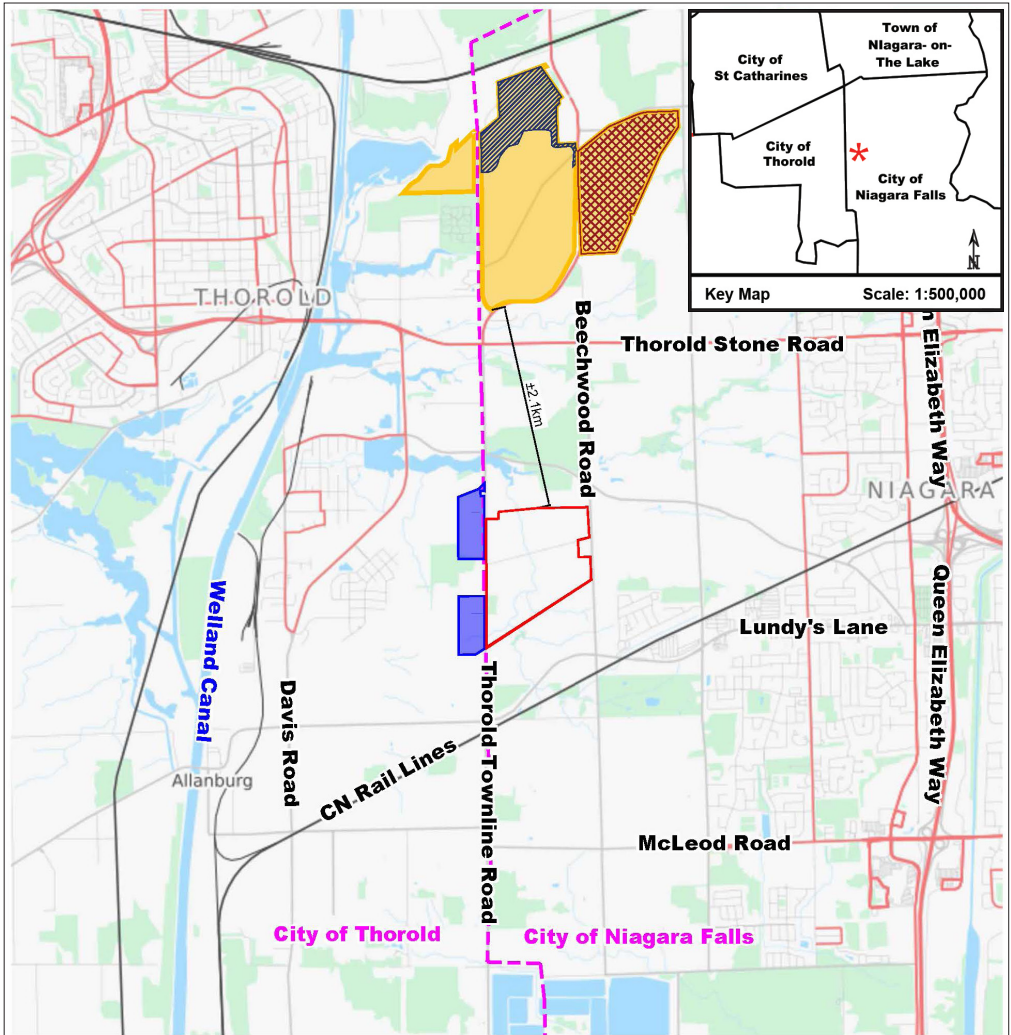 City of
St Catharines
Town of
NIagara- on-
The Lake
City of
Thorold
*
City of
Niagara Falls
N
Key Map
Scale: 1:500,000
THOROLD
Beechwood Road
Thorold Stone Road
n Elizabeth Way
±2.1km
NIAGARA
Welland Canal
Queen Elizabeth Way
Lundy's Lane
Thorold Townline Road
Davis Road
CN Rail Lines
Allanburg
McLeod Road
City of Thorold
City of Niagara Falls